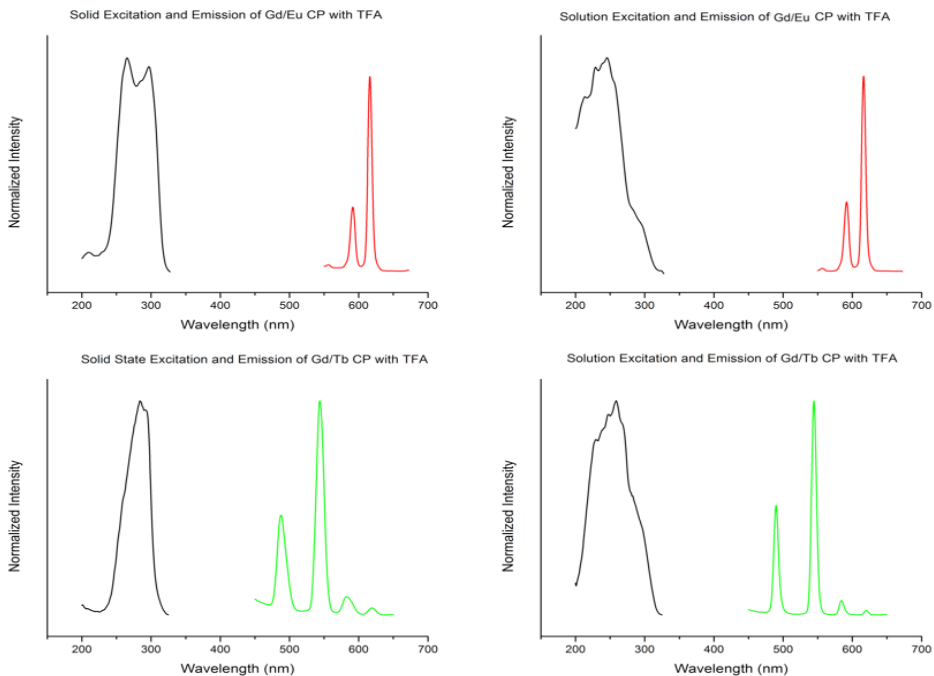 Solid Excitation and Emission of Gd/Eu CP with TFA
Normalized Intensity
200 300 400 500 600 700
Wavelength (nm)
Solution Excitation and Emission of Gd/Eu CP with TFA
Normalized Intensity
200 300 400 500 600 700
Wavelength (nm)
Solid State Excitation and Emission of Gd/Tb CP with TFA
Normalized Intensity
200 300 400 500 600 700
Wavelength (nm)
Solution Excitation and Emission of Gd/Tb CP with TFA
Normalized Intensity
200 300 400 500 600 700
Wavelength (nm)